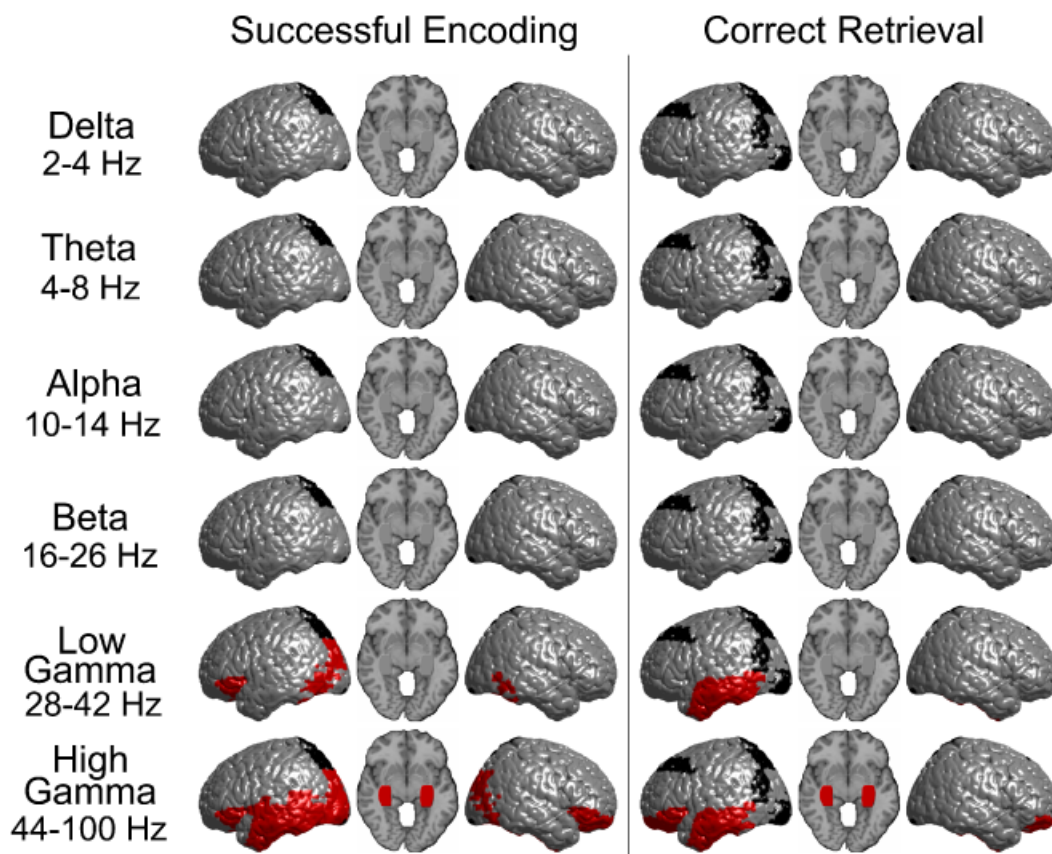 Successful Encoding
Correct Retrieval
Delta
2-4 Hz
Theta
4-8 Hz
Alpha
10-14 Hz
Beta
16-26 Hz
Low
Gamma
28-42 Hz
High
Gamma
44-100 Hz